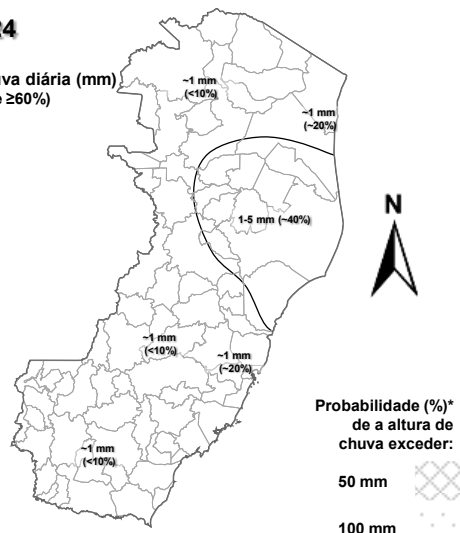 24
uva diária (mm)
e ≥60%)
~1 mm
(<10%)
~1 mm
(~20%)
1-5 mm (~40%)
N
~1 mm
(<10%)
~1 mm
(~20%)
~1 mm
(<10%)
Probabilidade (%)*
de a altura de
chuva exceder:
50 mm
100 mm